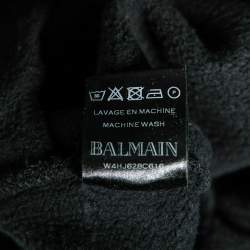 LAVAGE EN MACHINE
MACHINE WASH
BALMAIN
W4HJ628C616